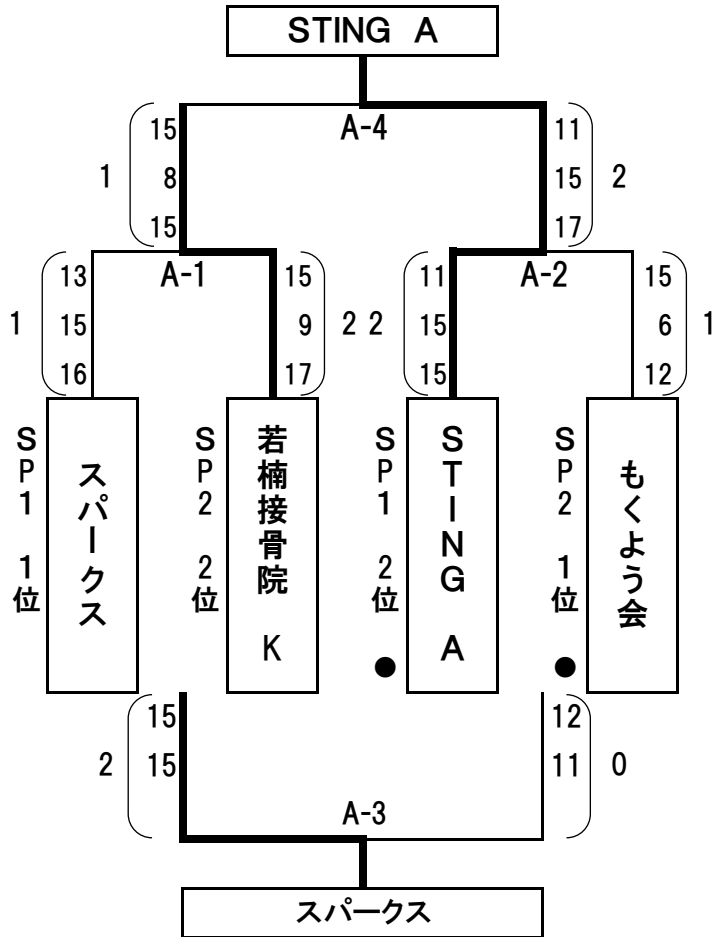 STING A
15 A-4 11
1 8 15 2
15 17
13 A-1 15 11 A-2 15
1 15 9 2 2 15 6 1
16 17 15 12
SP1 1位
スパークス
SP2 2位
若楠接骨院 K
SP1 2位
●
STING A
SP2 1位
●
もくよう会
15 12
2 15 11 0
A-3
スパークス